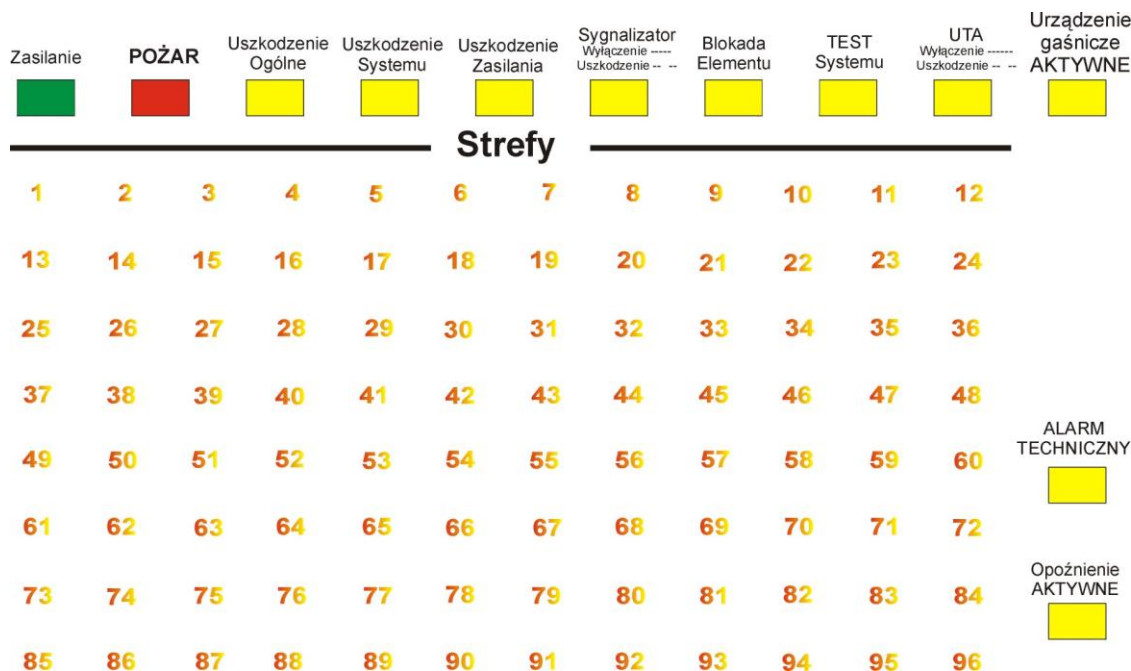 Zasilanie
POŻAR
Uszkodzenie
Ogólne
Uszkodzenie
Systemu
Uszkodzenie
Zasilania
Sygnalizator
Wyłączenie -----
Uszkodzenie -- --
Blokada
Elementu
TEST
Systemu
UTA
Wyłączenie ------
Uszkodzenie -- --
Urządzenie
gaśnicze
AKTYWNE
Strefy
1 2 3 4 5 6 7 8 9 10 11 12
13 14 15 16 17 18 19 20 21 22 23 24
25 26 27 28 29 30 31 32 33 34 35 36
37 38 39 40 41 42 43 44 45 46 47 48
49 50 51 52 53 54 55 56 57 58 59 60
61 62 63 64 65 66 67 68 69 70 71 72
73 74 75 76 77 78 79 80 81 82 83 84
85 86 87 88 89 90 91 92 93 94 95 96
ALARM
TECHNICZNY
Opoźnienie
AKTYWNE